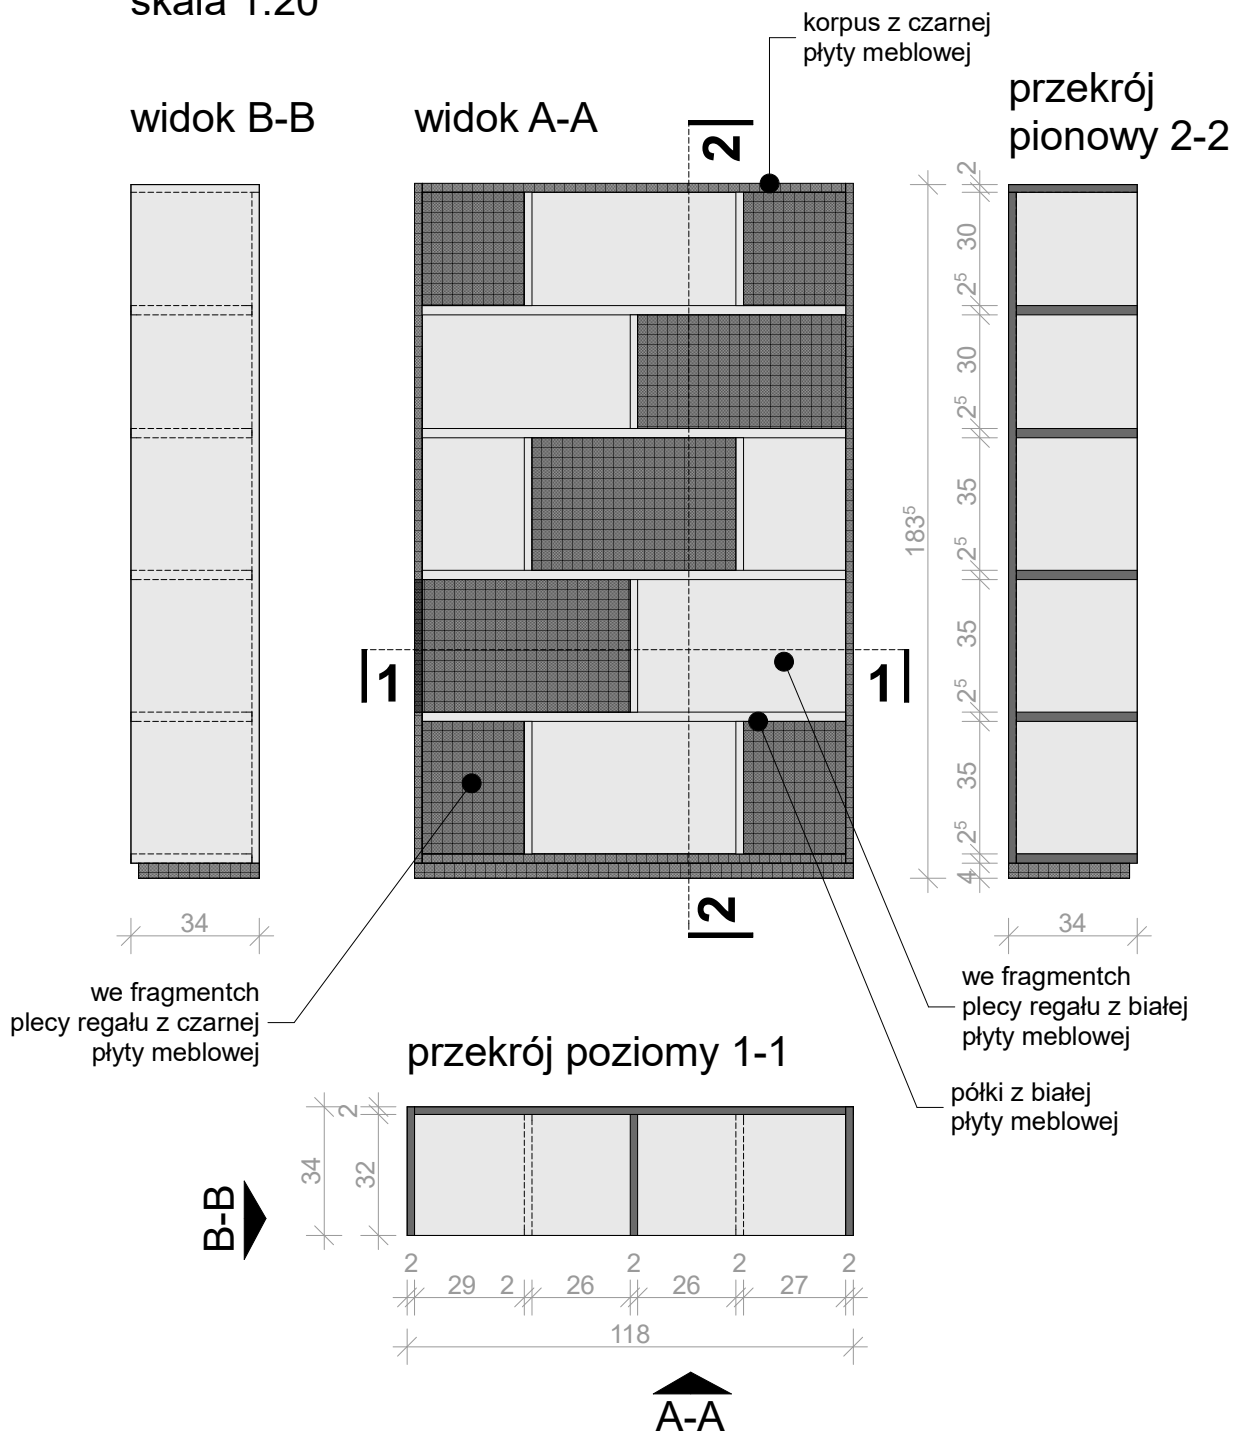 skala 1:20
korpus z czarnej
płyty meblowej
widok B-B
widok A-A
przekrój
pionowy 2-2
2
2
30
2⁵
30
2⁵
35
2⁵
35
2⁵
35
2⁵
4
183⁵
1
1
2
34
34
we fragmentch
plecy regału z czarnej
płyty meblowej
we fragmentch
plecy regału z białej
płyty meblowej
półki z białej
płyty meblowej
przekrój poziomy 1-1
2
34
32
B-B
2
2
2
2
29
2
26
26
27
118
A-A